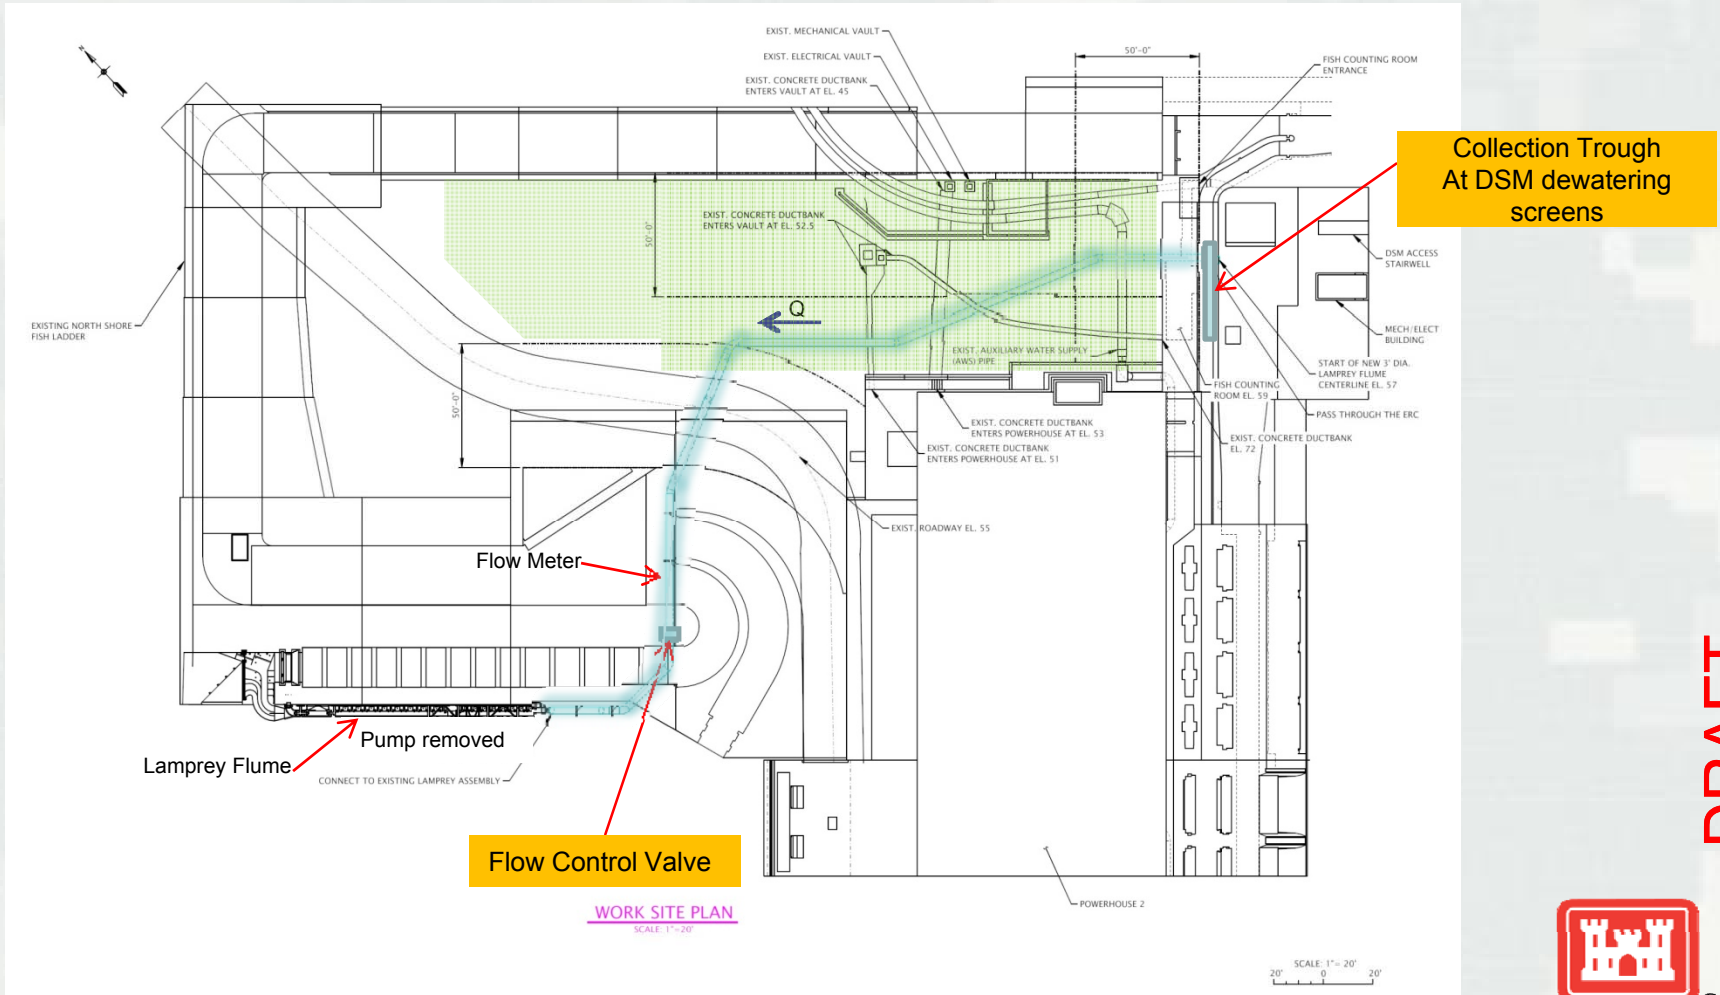 EXIST. MECHANICAL VAULT
EXIST. ELECTRICAL VAULT
EXIST. CONCRETE DUCTBANK
ENTERS VAULT AT EL. 45
50'-0"
FISH COUNTING ROOM
ENTRANCE
N
Collection Trough
At DSM dewatering
screens
EXIST. CONCRETE DUCTBANK
ENTERS VAULT AT EL. 52.5
50'-0"
DSM ACCESS
STAIRWELL
EXISTING NORTH SHORE
FISH LADDER
Q
MECH/ELECT
BUILDING
EXIST. AUXILIARY WATER SUPPLY
(AWS) PIPE
START OF NEW 3' DIA.
LAMPREY FLUME
CENTERLINE EL. 57
FISH COUNTING
ROOM EL. 59
50'-0"
PASS THROUGH THE ERC
EXIST. CONCRETE DUCTBANK
ENTERS POWERHOUSE AT EL. 53
EXIST. CONCRETE DUCTBANK
EL. 72
EXIST. CONCRETE DUCTBANK
ENTERS POWERHOUSE AT EL. 51
EXIST. ROADWAY EL. 55
Flow Meter
Pump removed
Lamprey Flume
CONNECT TO EXISTING LAMPREY ASSEMBLY
DRAFT
Flow Control Valve
POWERHOUSE 2
WORK SITE PLAN
SCALE: 1"=20'
SCALE: 1"= 20'
20' 0 20'